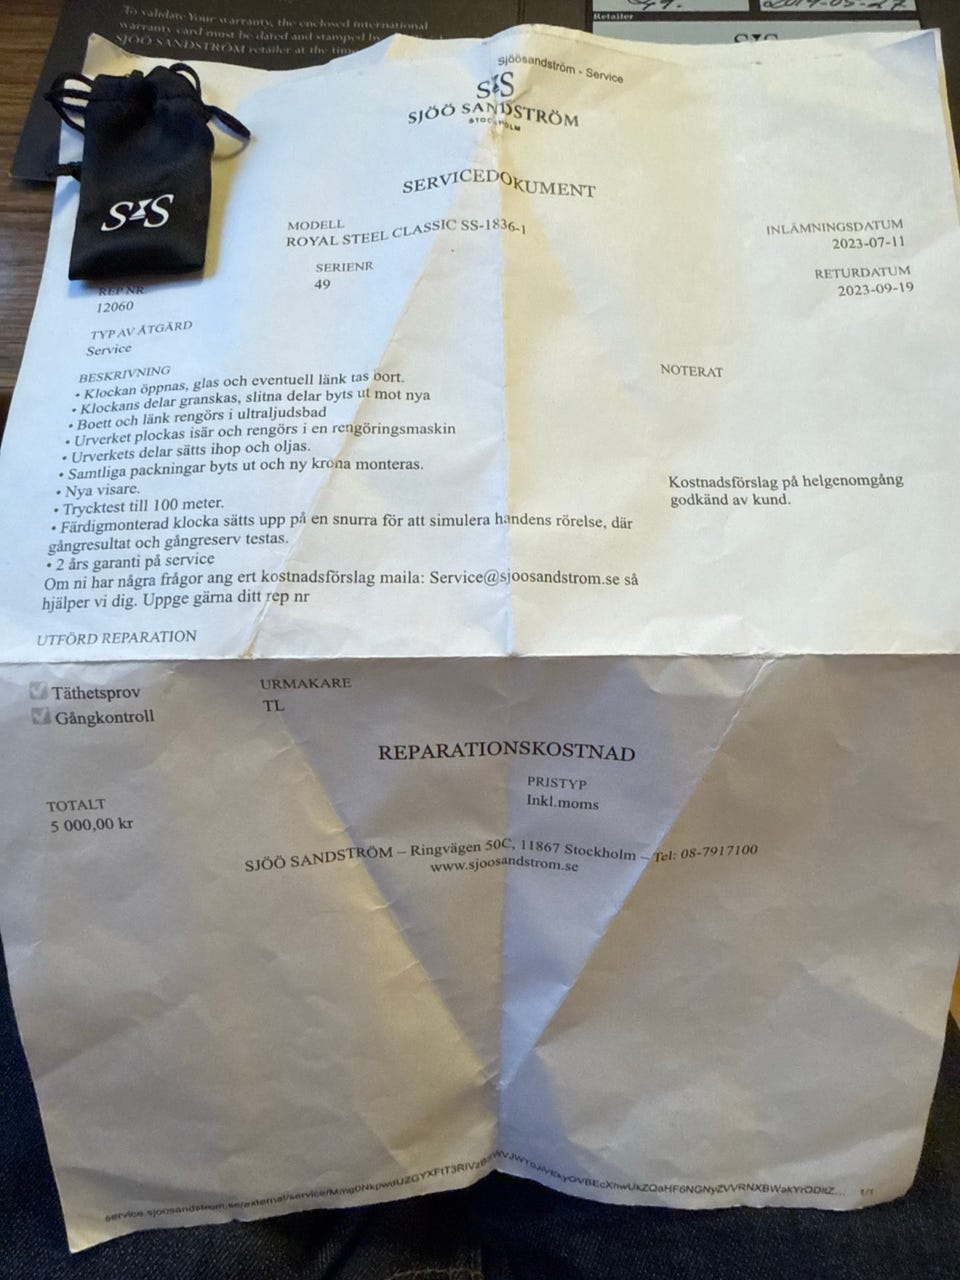 To validate Your warranty, the enclosed international
warranty card must be dated and stamped by
SJÖÖ SANDSTRÖM retailer at the time
Retailer
49.
2019-05-27
sjöösandström - Service
SS
SJÖÖ SANDSTRÖM
STOCKHOLM
SERVICEDOKUMENT
SS
MODELL
ROYAL STEEL CLASSIC SS-1836-1
INLÄMNINGSDATUM
2023-07-11
SERIENR
49
RETURDATUM
2023-09-19
REP NR
12060
TYP AV ÅTGÄRD
Service
BESKRIVNING
• Klockan öppnas, glas och eventuell länk tas bort.
• Klockans delar granskas, slitna delar byts ut mot nya
• Boett och länk rengörs i ultraljudsbad
• Urverket plockas isär och rengörs i en rengöringsmaskin
• Urverkets delar sätts ihop och oljas.
• Samtliga packningar byts ut och ny krona monteras.
• Nya visare.
• Trycktest till 100 meter.
• Färdigmonterad klocka sätts upp på en snurra för att simulera handens rörelse, där
gångresultat och gångreserv testas.
• 2 års garanti på service
Om ni har några frågor ang ert kostnadsförslag maila: Service@sjoosandstrom.se så
hjälper vi dig. Uppge gärna ditt rep nr
NOTERAT
Kostnadsförslag på helgenomgång
godkänd av kund.
UTFÖRD REPARATION
Täthetsprov
Gångkontroll
URMAKARE
TL
REPARATIONSKOSTNAD
PRISTYP
Inkl.moms
TOTALT
5 000,00 kr
SJÖÖ SANDSTRÖM – Ringvägen 50C, 11867 Stockholm – Tel: 08-7917100
www.sjoosandstrom.se
1/1